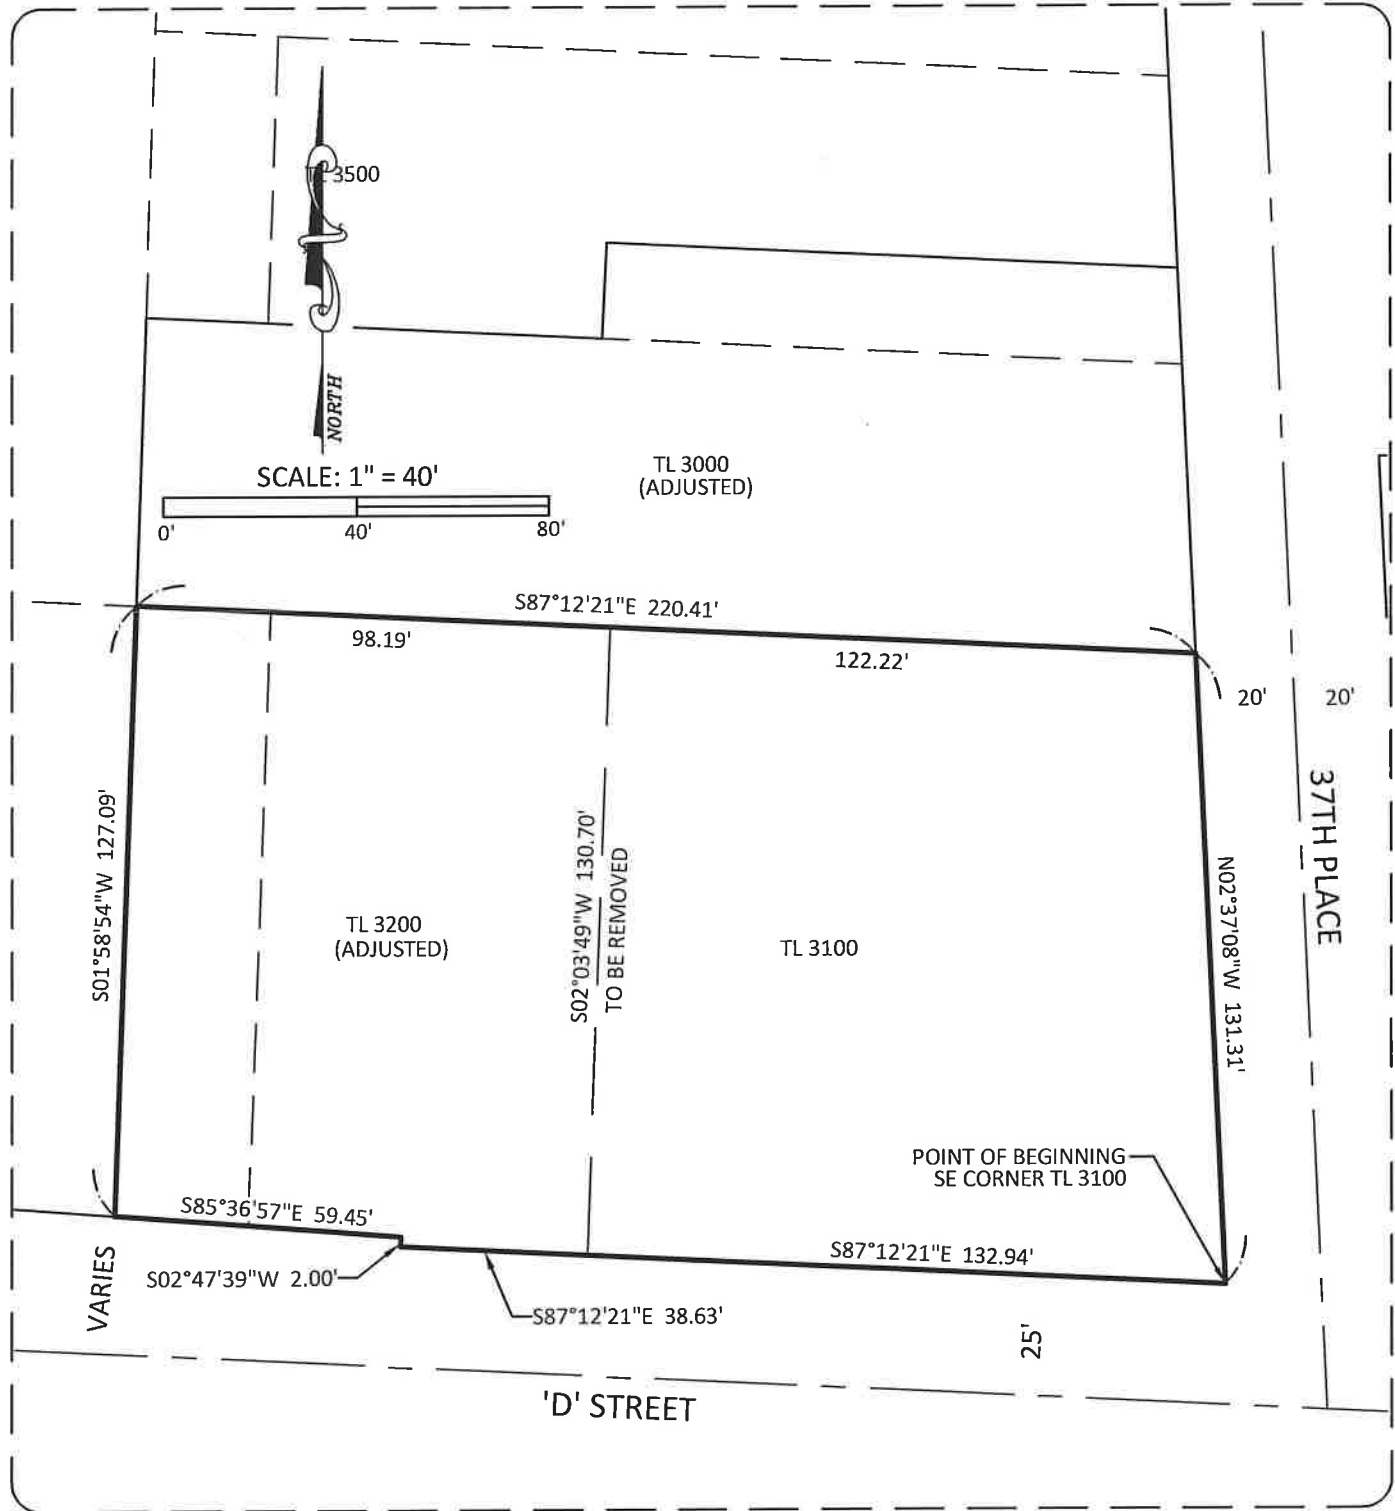 TL 3500
NORTH
SCALE: 1" = 40'
0' 40' 80'
TL 3000
(ADJUSTED)
S87°12'21"E 220.41'
98.19'
122.22'
20' 20'
37TH PLACE
S01°58'54"W 127.09'
TL 3200
(ADJUSTED)
S02°03'49"W 130.70'
TO BE REMOVED
TL 3100
N02°37'08"W 131.31'
POINT OF BEGINNING
SE CORNER TL 3100
S85°36'57"E 59.45'
S87°12'21"E 132.94'
VARIES
S02°47'39"W 2.00'
S87°12'21"E 38.63'
25'
'D' STREET